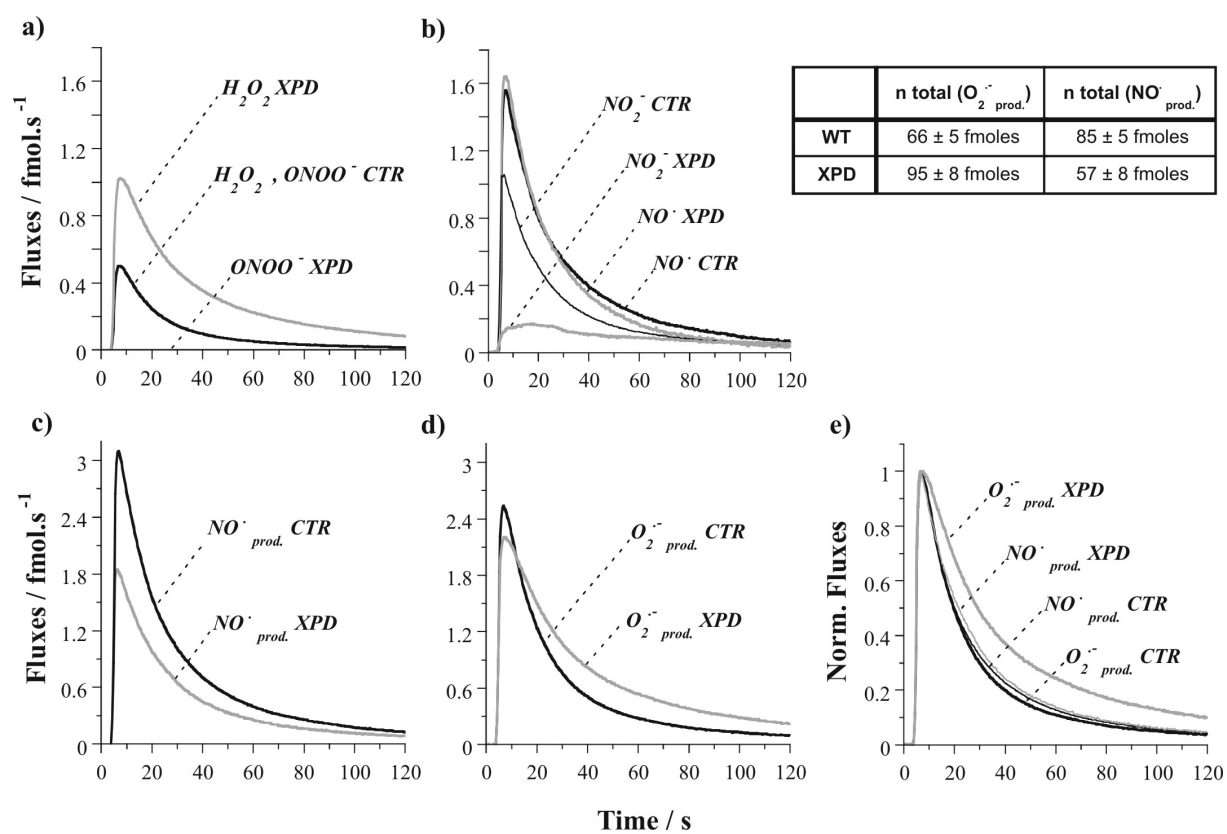 a)
Fluxes / fmol.s⁻¹
1.6
1.2
0.8
0.4
0
0 20 40 60 80 100 120
H₂O₂ XPD
H₂O₂ , ONOO⁻ CTR
ONOO⁻ XPD
b)
1.6
1.2
0.8
0.4
0
0 20 40 60 80 100 120
NO₂⁻ CTR
NO₂⁻ XPD
NO· XPD
NO· CTR
n total (O₂·⁻ prod.) n total (NO· prod.)
WT 66 ± 5 fmoles 85 ± 5 fmoles
XPD 95 ± 8 fmoles 57 ± 8 fmoles
c)
Fluxes / fmol.s⁻¹
3
2.4
1.8
1.2
0.6
0
0 20 40 60 80 100 120
NO· prod. CTR
NO· prod. XPD
d)
3
2.4
1.8
1.2
0.6
0
0 20 40 60 80 100 120
O₂·⁻ prod. CTR
O₂·⁻ prod. XPD
e)
Norm. Fluxes
1
0.8
0.6
0.4
0.2
0
0 20 40 60 80 100 120
O₂·⁻ prod. XPD
NO· prod. XPD
NO· prod. CTR
O₂·⁻ prod. CTR
Time / s